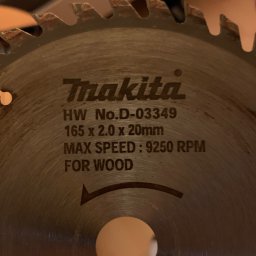 makita
HW No.D-03349
165 x 2.0 x 20mm
MAX SPEED : 9250 RPM
FOR WOOD